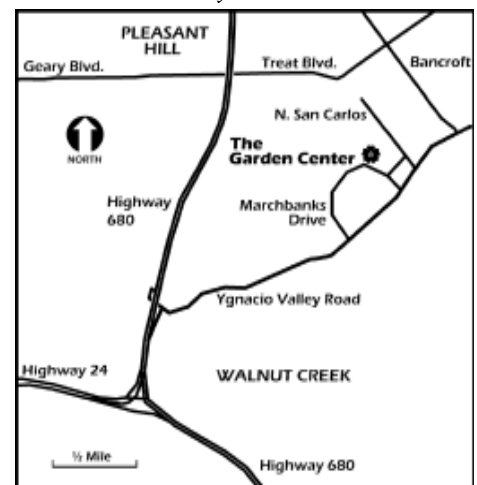 PLEASANT
HILL
Geary Blvd.
Treat Blvd.
Bancroft
N. San Carlos
The
Garden Center
NORTH
Highway
680
Marchbanks
Drive
Ygnacio Valley Road
Highway 24
WALNUT CREEK
½ Mile
Highway 680